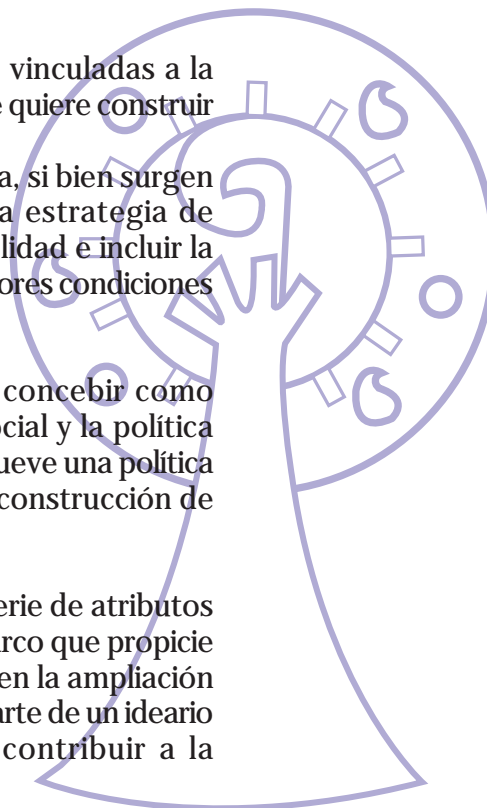 vinculadas a la
quiere construir
a, si bien surgen
a estrategia de
lidad e incluir la
ores condiciones
concebir como
cial y la política
ueve una política
construcción de
erie de atributos
arco que propicie
en la ampliación
arte de un ideario
contribuir a la